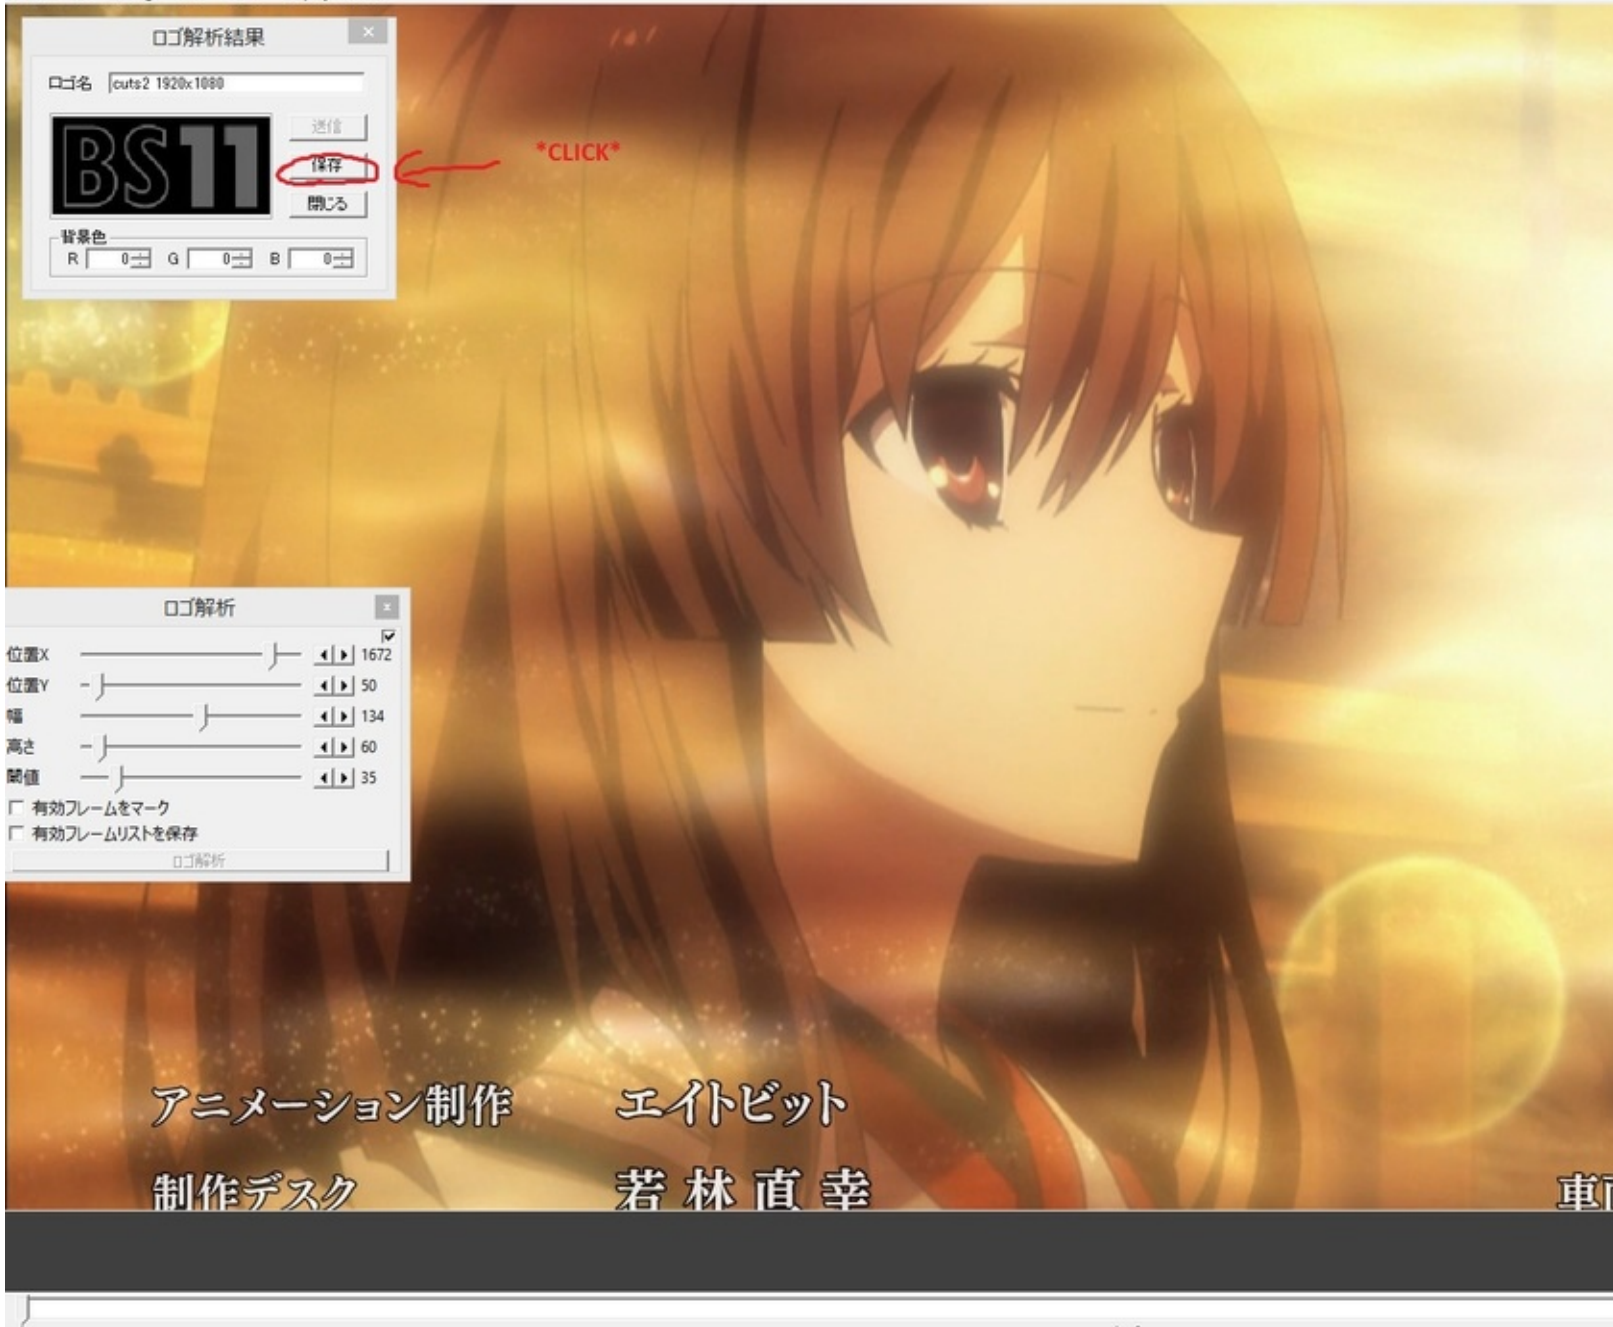 ロゴ解析結果
ロゴ名 cuts2 1920x1080
BS11
送信
*CLICK*
保存
閉じる
背景色
R 0 G 0 B 0
ロゴ解析
位置X 1672
位置Y 50
幅 134
高さ 60
閾値 35
有効フレームをマーク
有効フレームリストを保存
ロゴ解析
アニメーション制作 エイトビット
制作デスク 若林直幸
車